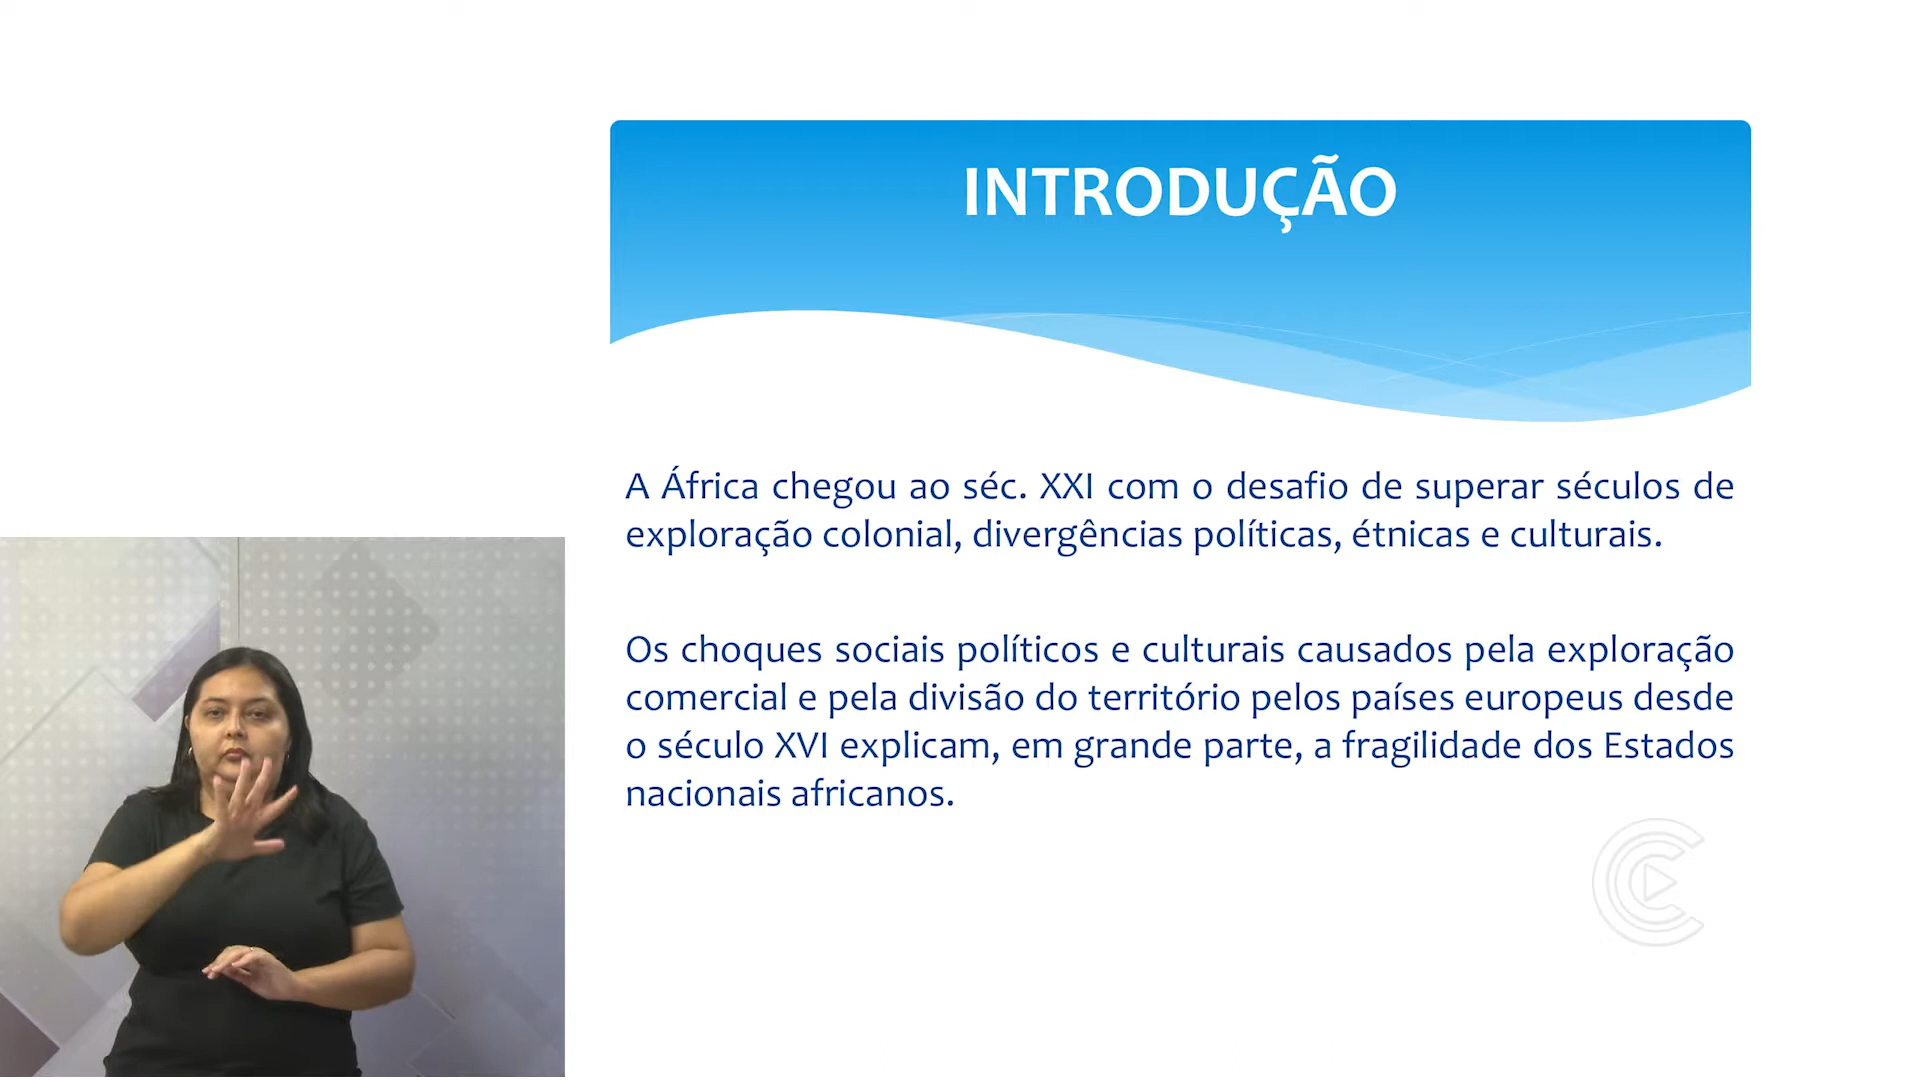 INTRODUÇÃO
A África chegou ao séc. XXI com o desafio de superar séculos de
exploração colonial, divergências políticas, étnicas e culturais.
Os choques sociais políticos e culturais causados pela exploração
comercial e pela divisão do território pelos países europeus desde
o século XVI explicam, em grande parte, a fragilidade dos Estados
nacionais africanos.